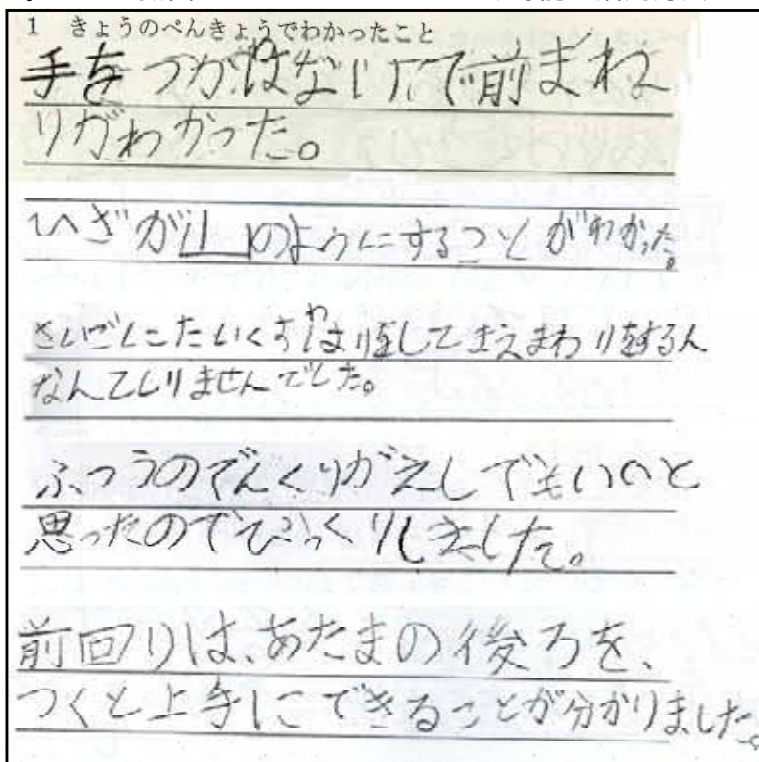 1 きょうのべんきょうでわかったこと
手をつかわないで前まわ
りがわかった。
ひざが山のようにすることがわかった。
さいごにたいくすわりをしてまえまわりをするん
なんてしりませんでした。
ふつうのでんくりがえしでもいいと
思ったのでびっくりしました。
前回りは、あたまの後ろを、
つくと上手にできることが分かりました。